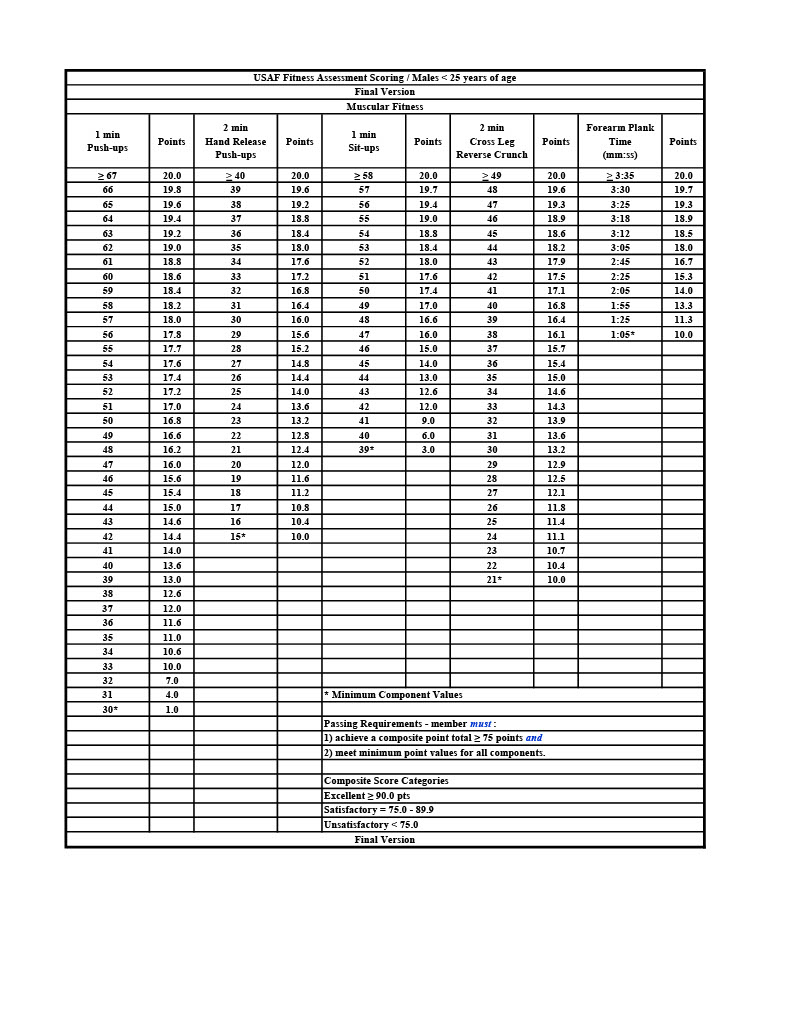 USAF Fitness Assessment Scoring / Males < 25 years of age
Final Version
Muscular Fitness
1 min Push-ups Points 2 min Hand Release Push-ups Points 1 min Sit-ups Points 2 min Cross Leg Reverse Crunch Points Forearm Plank Time (mm:ss) Points
≥ 67 20.0 ≥ 40 20.0 ≥ 58 20.0 ≥ 49 20.0 ≥ 3:35 20.0
66 19.8 39 19.6 57 19.7 48 19.6 3:30 19.7
65 19.6 38 19.2 56 19.4 47 19.3 3:25 19.3
64 19.4 37 18.8 55 19.0 46 18.9 3:18 18.9
63 19.2 36 18.4 54 18.8 45 18.6 3:12 18.5
62 19.0 35 18.0 53 18.4 44 18.2 3:05 18.0
61 18.8 34 17.6 52 18.0 43 17.9 2:45 16.7
60 18.6 33 17.2 51 17.6 42 17.5 2:25 15.3
59 18.4 32 16.8 50 17.4 41 17.1 2:05 14.0
58 18.2 31 16.4 49 17.0 40 16.8 1:55 13.3
57 18.0 30 16.0 48 16.6 39 16.4 1:25 11.3
56 17.8 29 15.6 47 16.0 38 16.1 1:05* 10.0
55 17.7 28 15.2 46 15.0 37 15.7
54 17.6 27 14.8 45 14.0 36 15.4
53 17.4 26 14.4 44 13.0 35 15.0
52 17.2 25 14.0 43 12.6 34 14.6
51 17.0 24 13.6 42 12.0 33 14.3
50 16.8 23 13.2 41 9.0 32 13.9
49 16.6 22 12.8 40 6.0 31 13.6
48 16.2 21 12.4 39* 3.0 30 13.2
47 16.0 20 12.0 29 12.9
46 15.6 19 11.6 28 12.5
45 15.4 18 11.2 27 12.1
44 15.0 17 10.8 26 11.8
43 14.6 16 10.4 25 11.4
42 14.4 15* 10.0 24 11.1
41 14.0 23 10.7
40 13.6 22 10.4
39 13.0 21* 10.0
38 12.6
37 12.0
36 11.6
35 11.0
34 10.6
33 10.0
32 7.0
31 4.0 * Minimum Component Values
30* 1.0
Passing Requirements - member must :
1) achieve a composite point total ≥ 75 points and
2) meet minimum point values for all components.
Composite Score Categories
Excellent ≥ 90.0 pts
Satisfactory = 75.0 - 89.9
Unsatisfactory < 75.0
Final Version